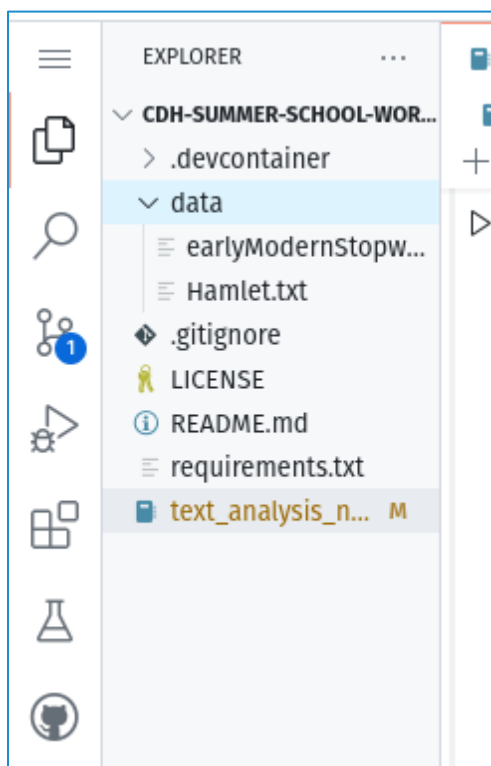 EXPLORER ...
CDH-SUMMER-SCHOOL-WOR...
.devcontainer
data
earlyModernStopw...
Hamlet.txt
.gitignore
1
LICENSE
README.md
requirements.txt
text_analysis_n... M